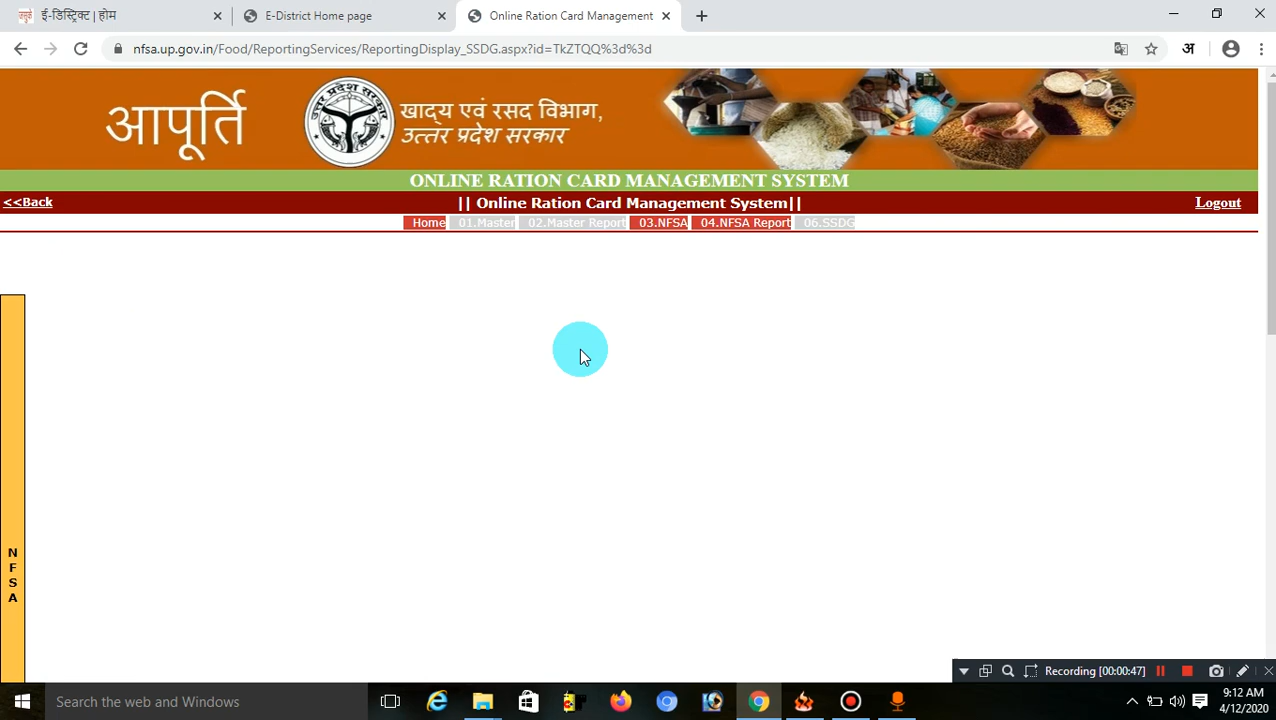 ई-डिस्ट्रिक्ट | होम
E-District Home page
Online Ration Card Management
nfsa.up.gov.in/Food/ReportingServices/ReportingDisplay_SSDG.aspx?id=TkZTQQ%3d%3d
अ
आपूर्ति
खाद्य एवं रसद विभाग,
उत्तर प्रदेश सरकार
ONLINE RATION CARD MANAGEMENT SYSTEM
<<Back
|| Online Ration Card Management System||
Logout
Home 01.Master 02.Master Report 03.NFSA 04.NFSA Report 06.SSDG
N
F
S
A
Recording [00:00:47]
Search the web and Windows
9:12 AM
4/12/2020